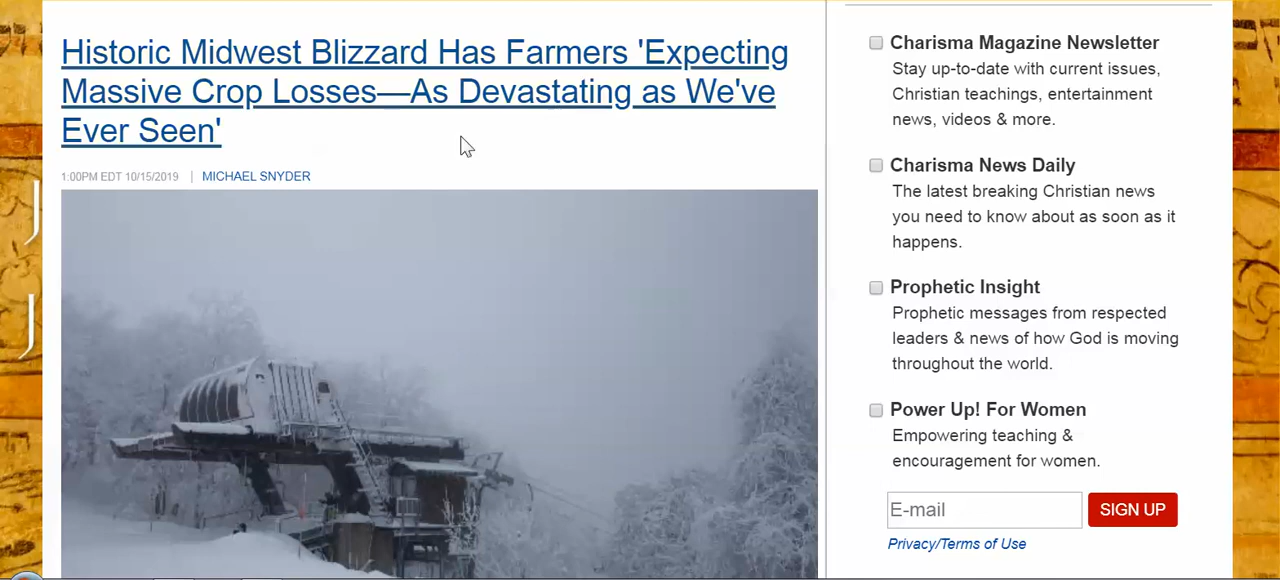 Historic Midwest Blizzard Has Farmers 'Expecting
Massive Crop Losses—As Devastating as We've
Ever Seen'
1:00PM EDT 10/15/2019 | MICHAEL SNYDER
Charisma Magazine Newsletter
Stay up-to-date with current issues,
Christian teachings, entertainment
news, videos & more.
Charisma News Daily
The latest breaking Christian news
you need to know about as soon as it
happens.
Prophetic Insight
Prophetic messages from respected
leaders & news of how God is moving
throughout the world.
Power Up! For Women
Empowering teaching &
encouragement for women.
E-mail
SIGN UP
Privacy/Terms of Use
J
J